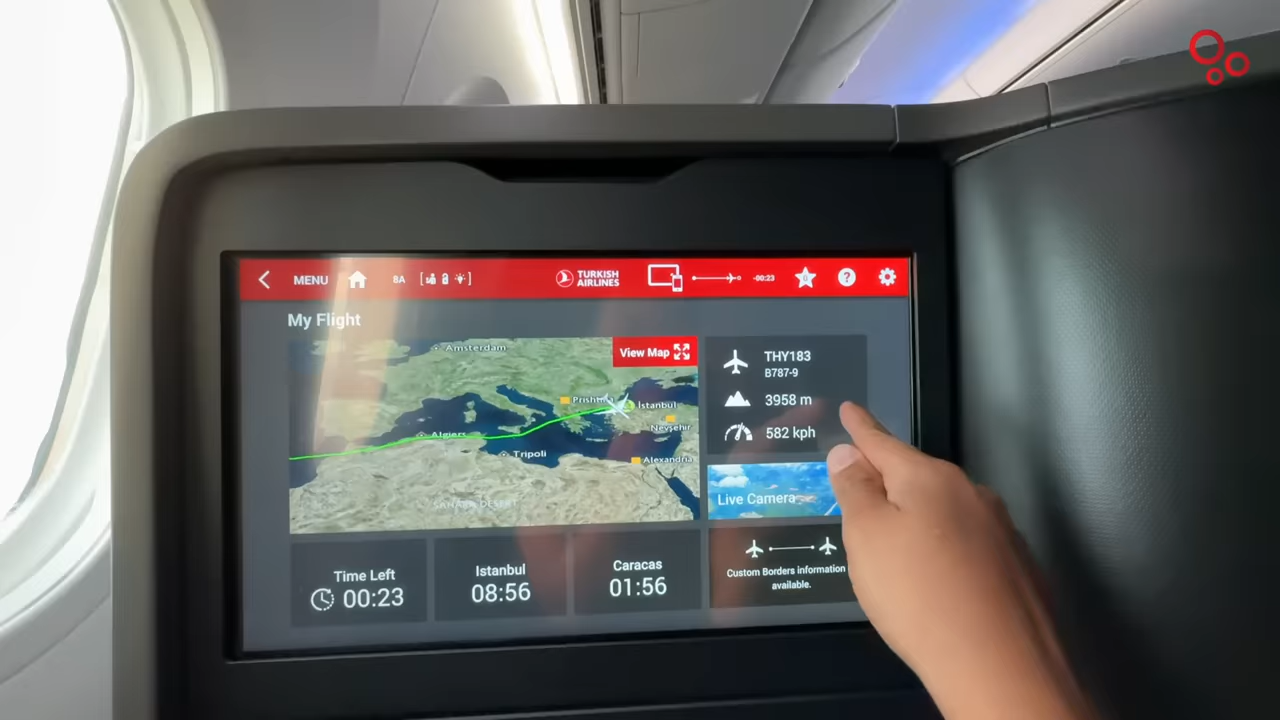 MENU
8A
TURKISH
AIRLINES
-00:23
My Flight
Amsterdam
View Map
Prishtina
Istanbul
Nevşehir
Algiers
Tripoli
Alexandria
SAHARA DESERT
THY183
B787-9
3958 m
582 kph
Live Camera
Time Left
00:23
Istanbul
08:56
Caracas
01:56
Custom Borders information
available.